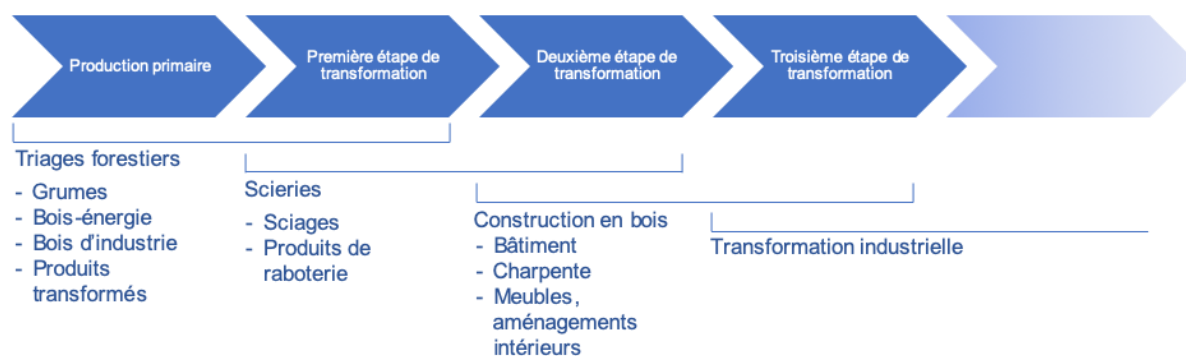 Production primaire
Première étape de
transformation
Deuxième étape de
transformation
Troisième étape de
transformation
Triages forestiers
- Grumes
- Bois-énergie
- Bois d'industrie
- Produits
transformés
Scieries
- Sciages
- Produits de
raboterie
Construction en bois
- Bâtiment
- Charpente
- Meubles,
aménagements
intérieurs
Transformation industrielle